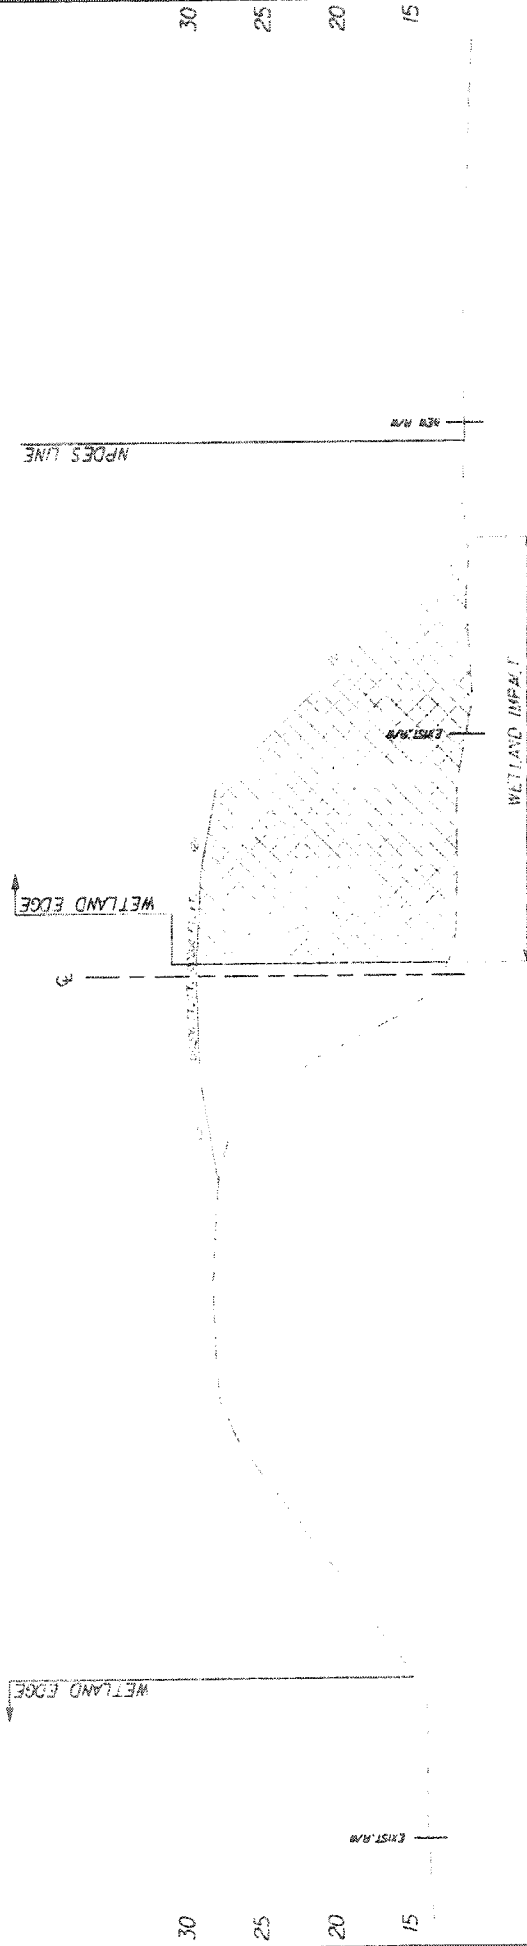 30
25
20
15
NEW R/W
NPDES LINE
EXIST. R/W
WETLAND IMPACT
WETLAND EDGE
℄
WETLAND EDGE
EXIST. R/W
30
25
20
15